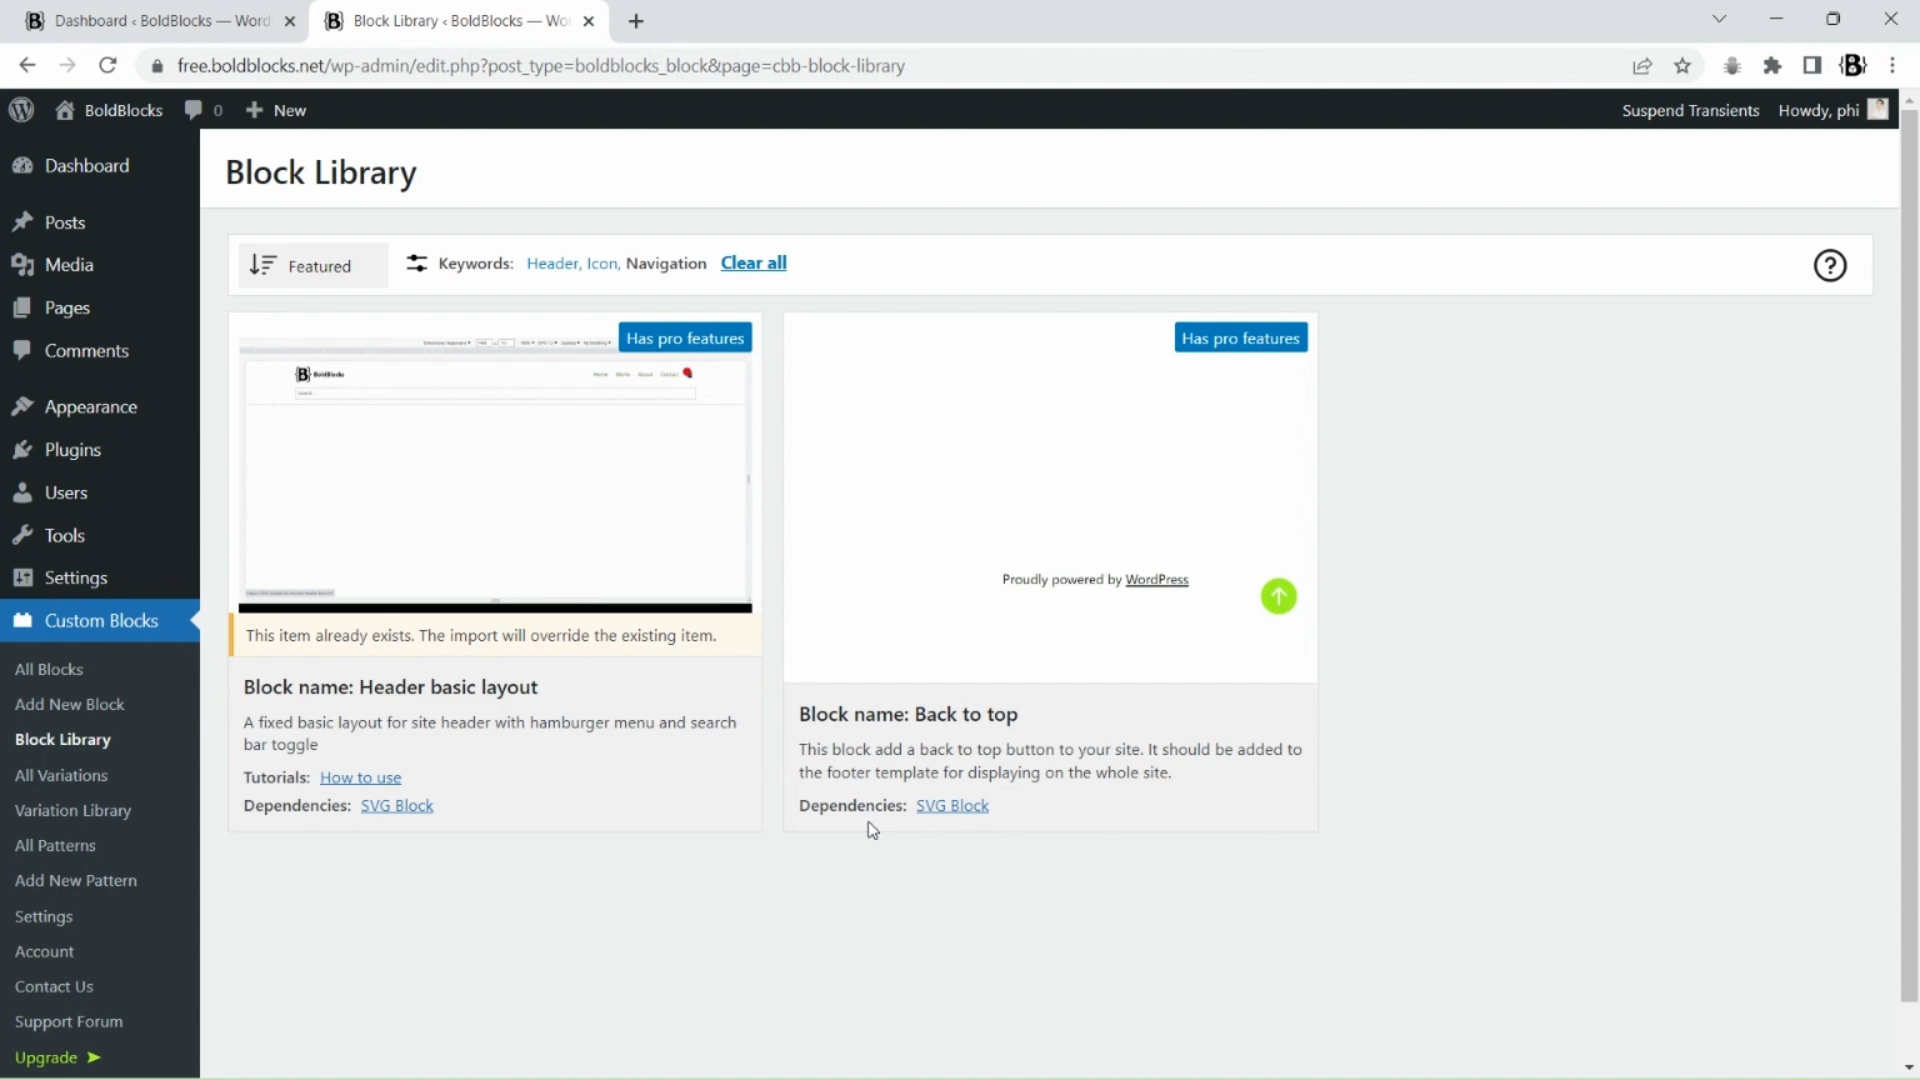 Dashboard ‹ BoldBlocks — Word
Block Library ‹ BoldBlocks — Wo
free.boldblocks.net/wp-admin/edit.php?post_type=boldblocks_block&page=cbb-block-library
BoldBlocks
0
New
Suspend Transients
Howdy, phi
Dashboard
Posts
Media
Pages
Comments
Appearance
Plugins
Users
Tools
Settings
Custom Blocks
All Blocks
Add New Block
Block Library
All Variations
Variation Library
All Patterns
Add New Pattern
Settings
Account
Contact Us
Support Forum
Upgrade ➤
Block Library
Featured
Keywords: Header, Icon, Navigation Clear all
Has pro features
BoldBlocks
Home Works About Contact
Search ...
This item already exists. The import will override the existing item.
Block name: Header basic layout
A fixed basic layout for site header with hamburger menu and search
bar toggle
Tutorials: How to use
Dependencies: SVG Block
Has pro features
Proudly powered by WordPress
Block name: Back to top
This block add a back to top button to your site. It should be added to
the footer template for displaying on the whole site.
Dependencies: SVG Block